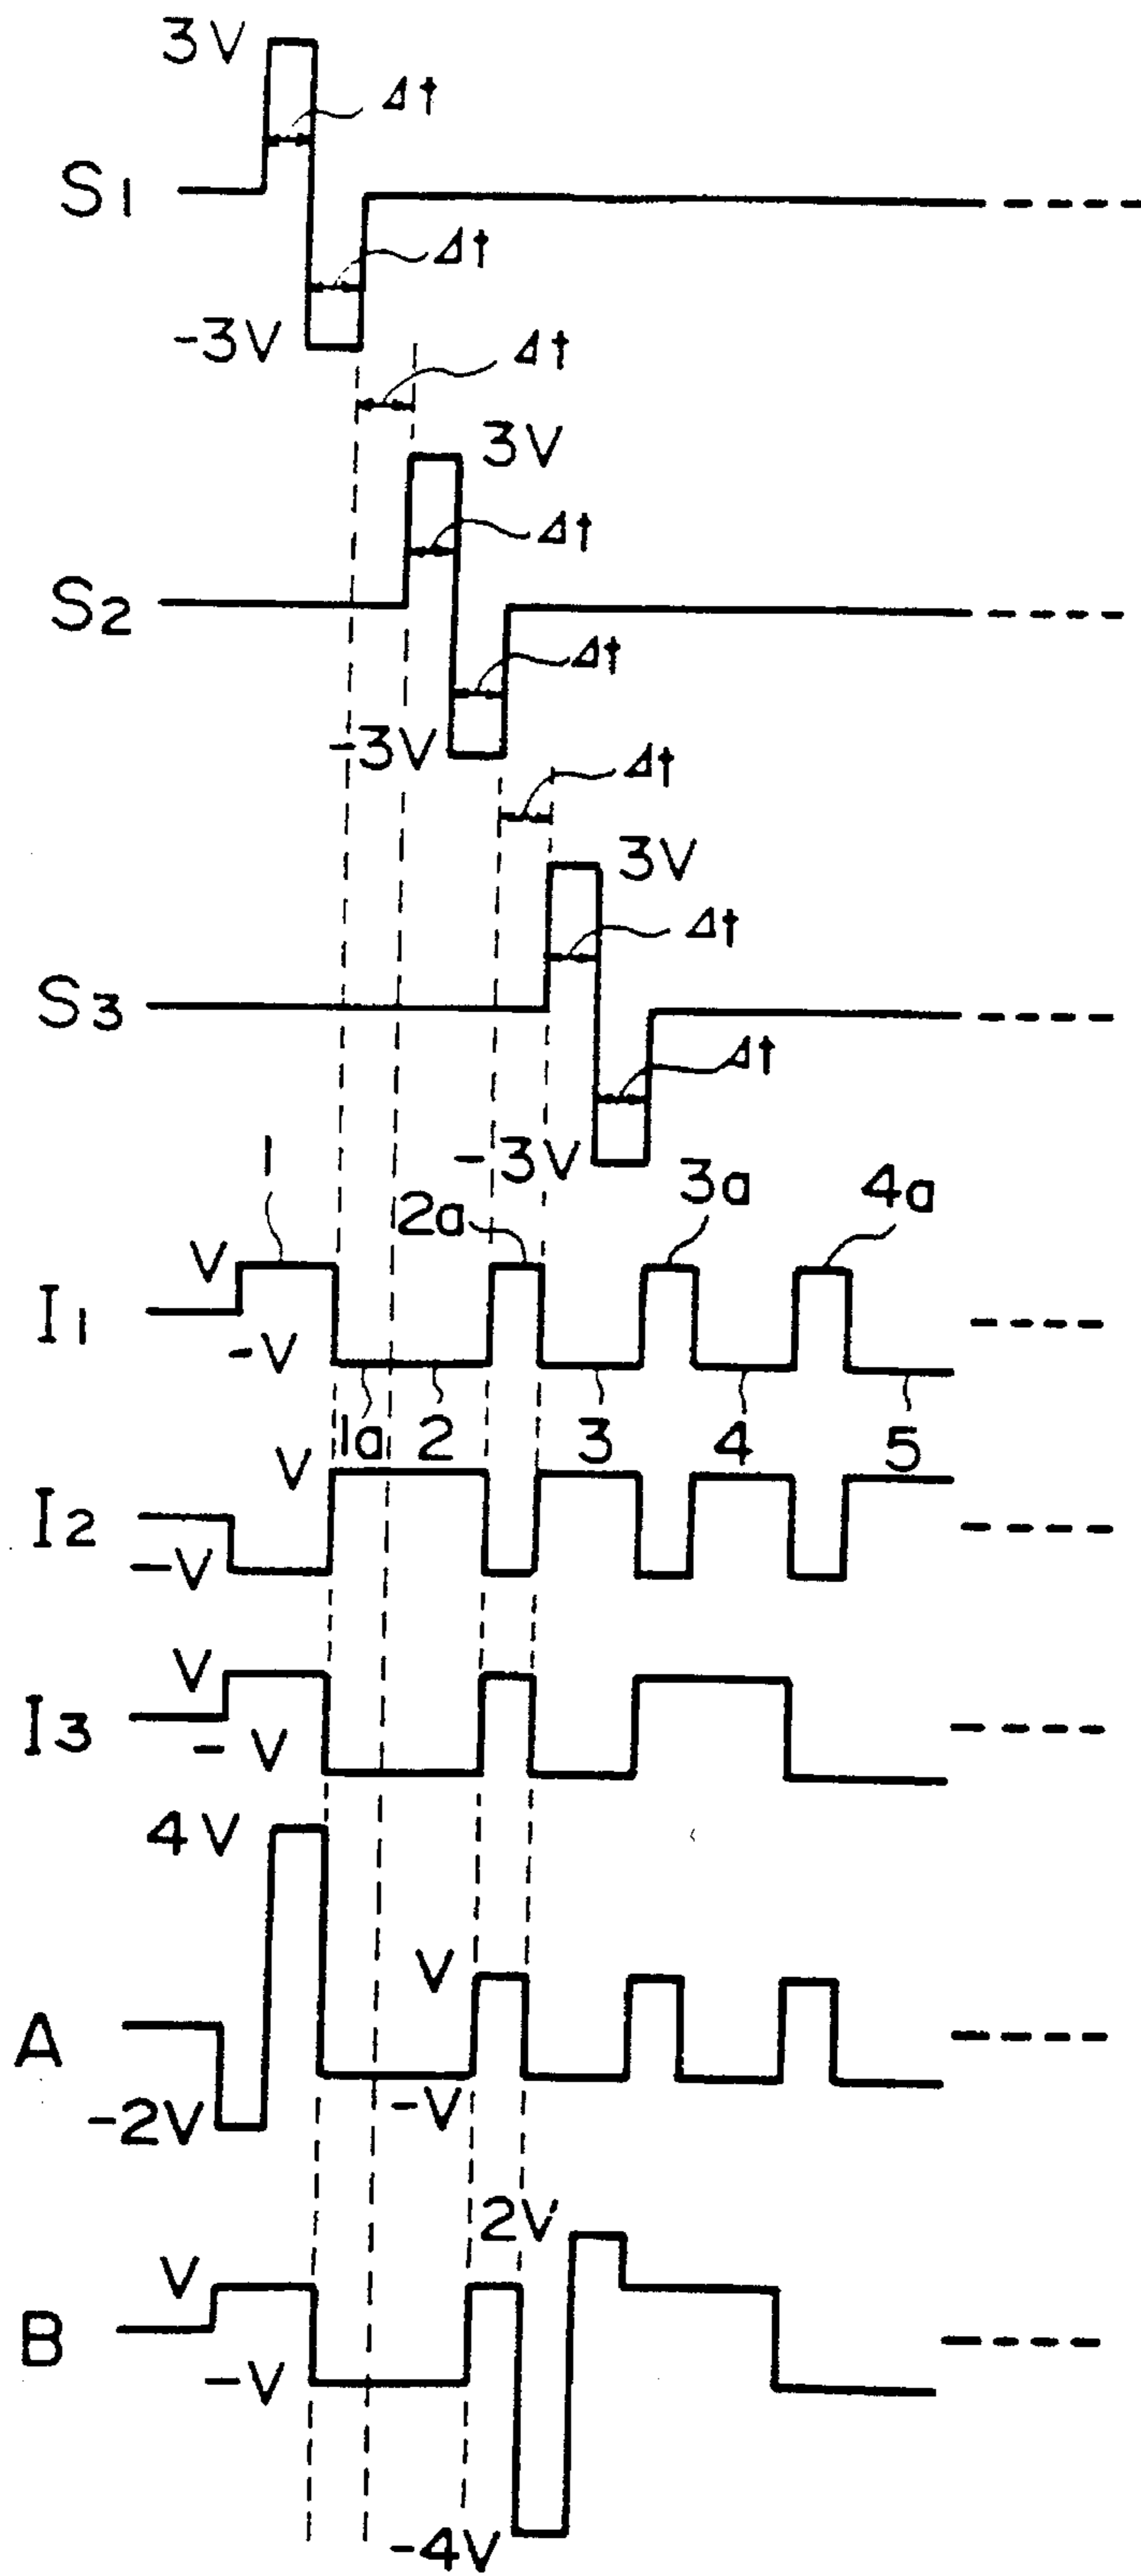 3V
Δt
S1
Δt
-3V
Δt
3V
Δt
S2
Δt
-3V
Δt
3V
Δt
S3
Δt
-3V
1
2a
3a
4a
V
I1
-V
1a 2 3 4 5
V
I2
-V
V
I3
-V
4V
V
A
-2V
-V
2V
V
B
-V
-4V